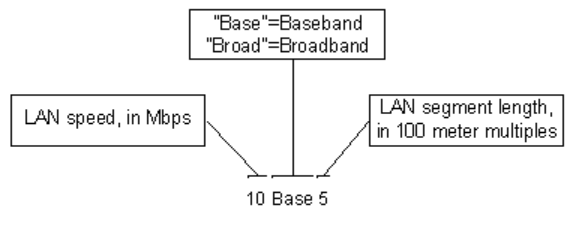 "Base"=Baseband
"Broad"=Broadband
LAN speed, in Mbps
LAN segment length,
in 100 meter multiples
10 Base 5